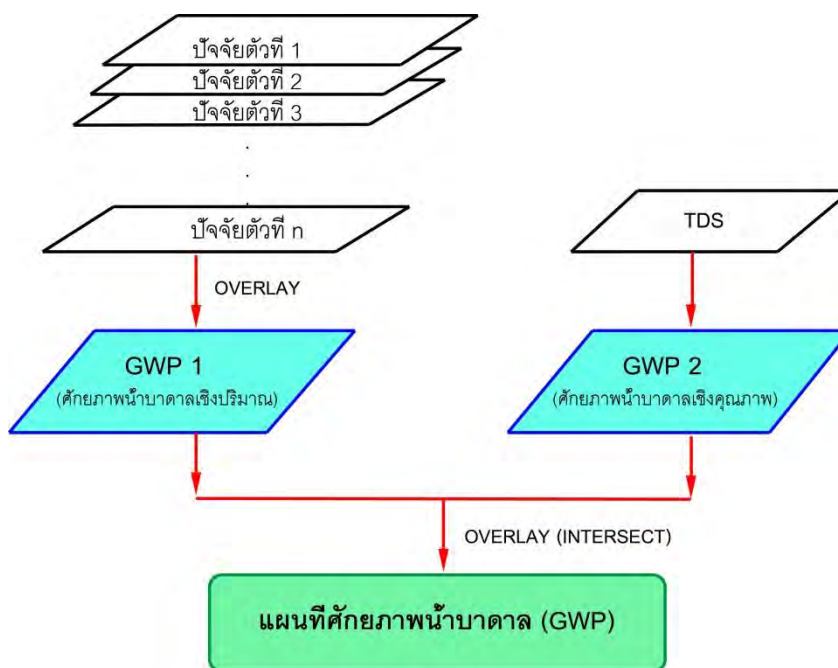 ปัจจัยตัวที่ 1
ปัจจัยตัวที่ 2
ปัจจัยตัวที่ 3
.
.
.
ปัจจัยตัวที่ n
TDS
OVERLAY
GWP 1
(ศักยภาพน้ำบาดาลเชิงปริมาณ)
GWP 2
(ศักยภาพน้ำบาดาลเชิงคุณภาพ)
OVERLAY (INTERSECT)
แผนที่ศักยภาพน้ำบาดาล (GWP)